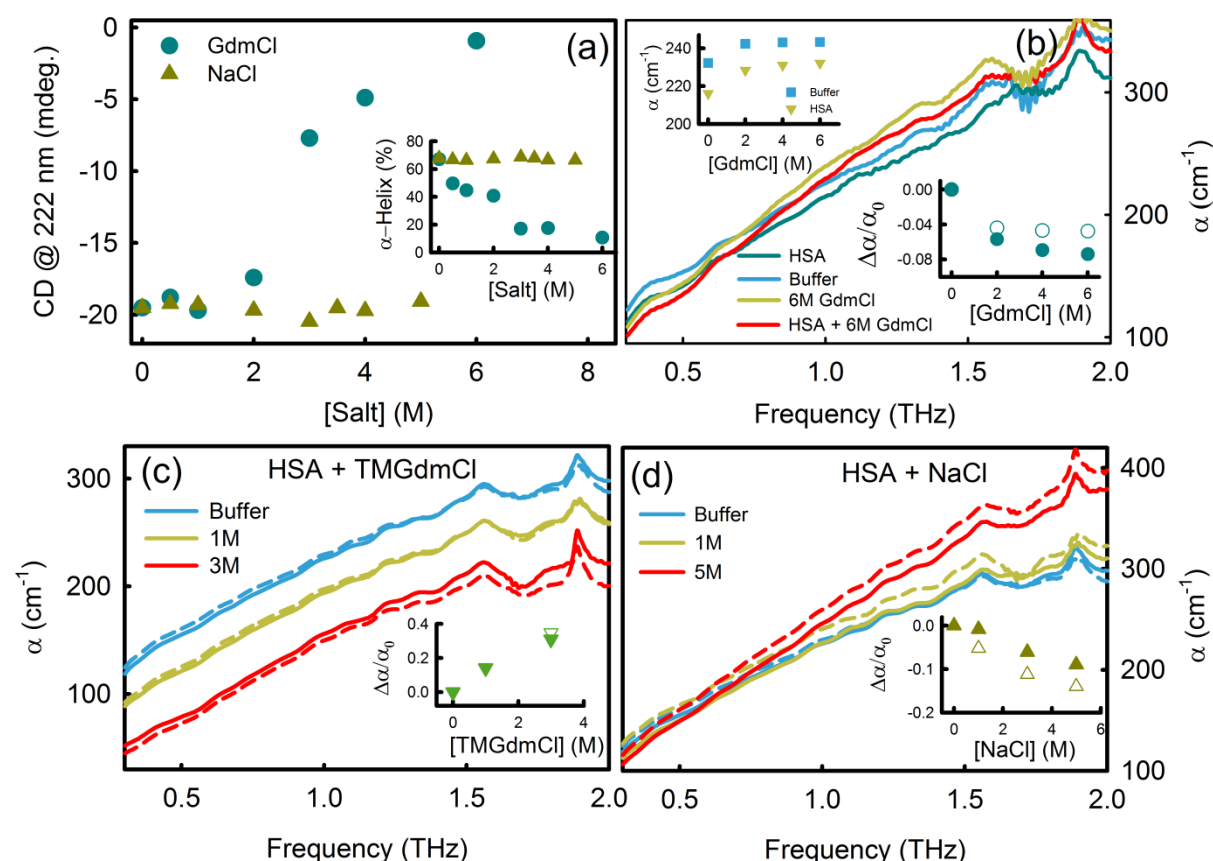 (a)
GdmCl
NaCl
CD @ 222 nm (mdeg.)
0
-5
-10
-15
-20
0 2 4 6
[Salt] (M)
α−Helix (%)
80
60
40
20
0
0 2 4 6
[Salt] (M)
(b)
α (cm⁻¹)
240
220
200
0 2 4 6
[GdmCl] (M)
Buffer
HSA
HSA
Buffer
6M GdmCl
HSA + 6M GdmCl
Δα/α₀
0.00
-0.04
-0.08
0 2 4 6
[GdmCl] (M)
300
200
100
α (cm⁻¹)
0.5 1.0 1.5 2.0
Frequency (THz)
(c)
HSA + TMGdmCl
Buffer
1M
3M
α (cm⁻¹)
300
200
100
Δα/α₀
0.4
0.2
0.0
0 2 4
[TMGdmCl] (M)
0.5 1.0 1.5 2.0
Frequency (THz)
(d)
HSA + NaCl
Buffer
1M
5M
Δα/α₀
0.0
-0.1
-0.2
0 2 4 6
[NaCl] (M)
400
300
200
100
α (cm⁻¹)
0.5 1.0 1.5 2.0
Frequency (THz)